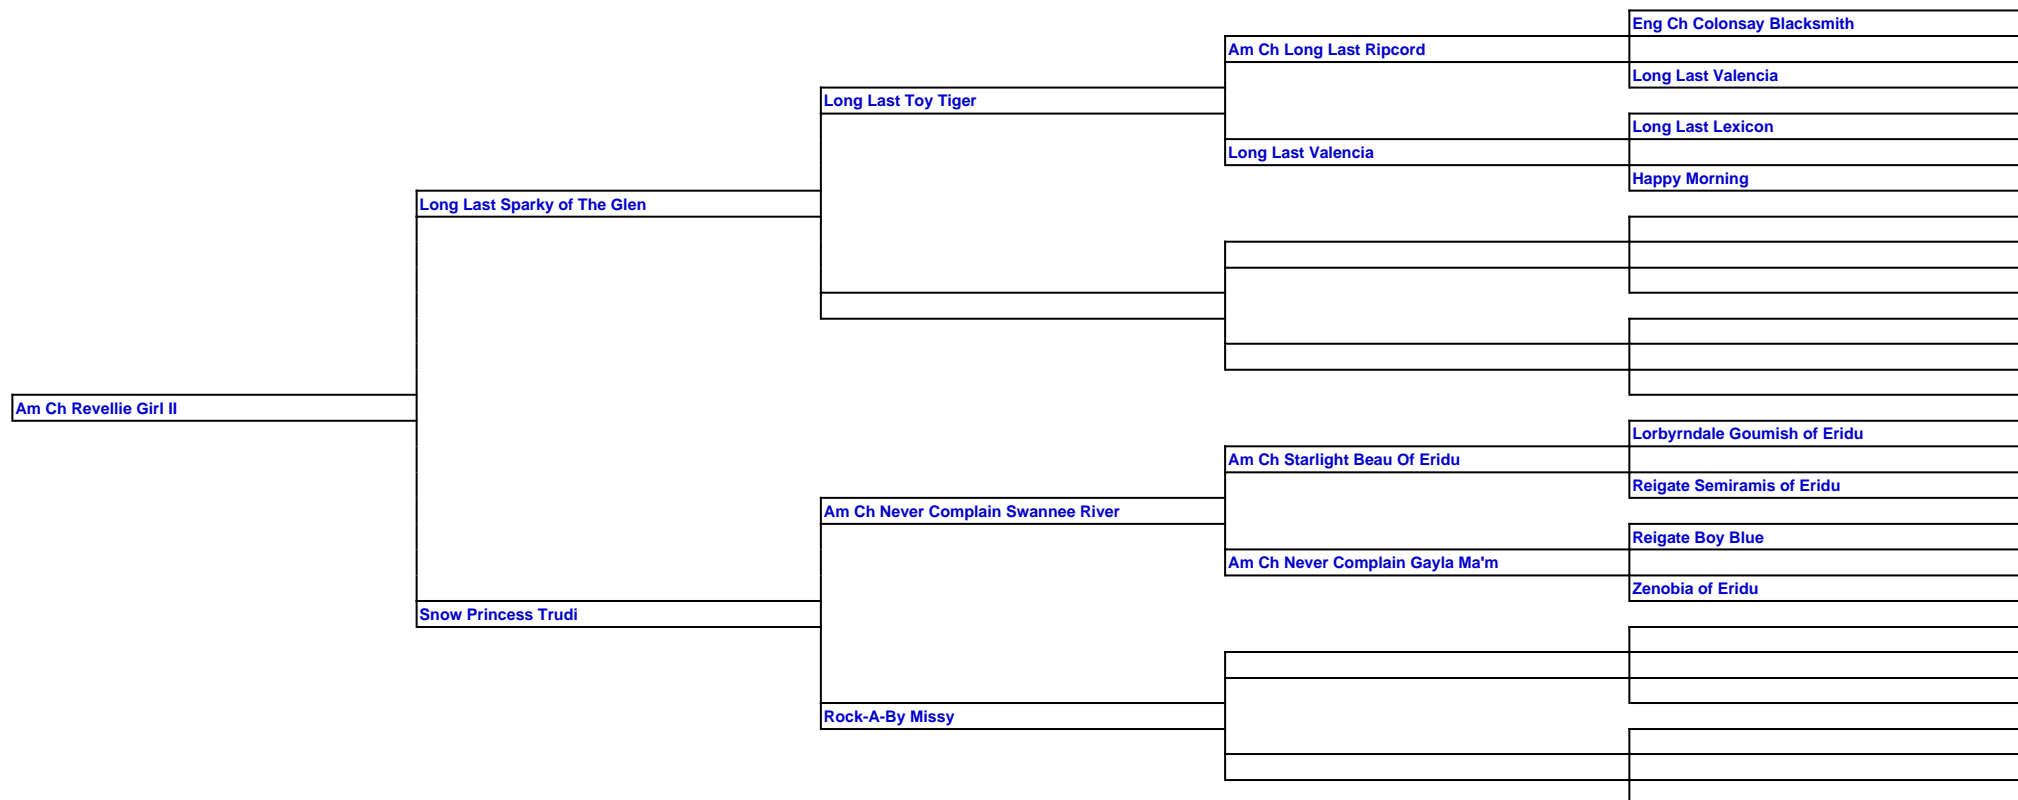 Eng Ch Colonsay Blacksmith
Am Ch Long Last Ripcord
Long Last Valencia
Long Last Toy Tiger
Long Last Lexicon
Long Last Valencia
Happy Morning
Long Last Sparky of The Glen
Am Ch Revellie Girl II
Lorbyrndale Goumish of Eridu
Am Ch Starlight Beau Of Eridu
Reigate Semiramis of Eridu
Am Ch Never Complain Swannee River
Reigate Boy Blue
Am Ch Never Complain Gayla Ma'm
Zenobia of Eridu
Snow Princess Trudi
Rock-A-By Missy